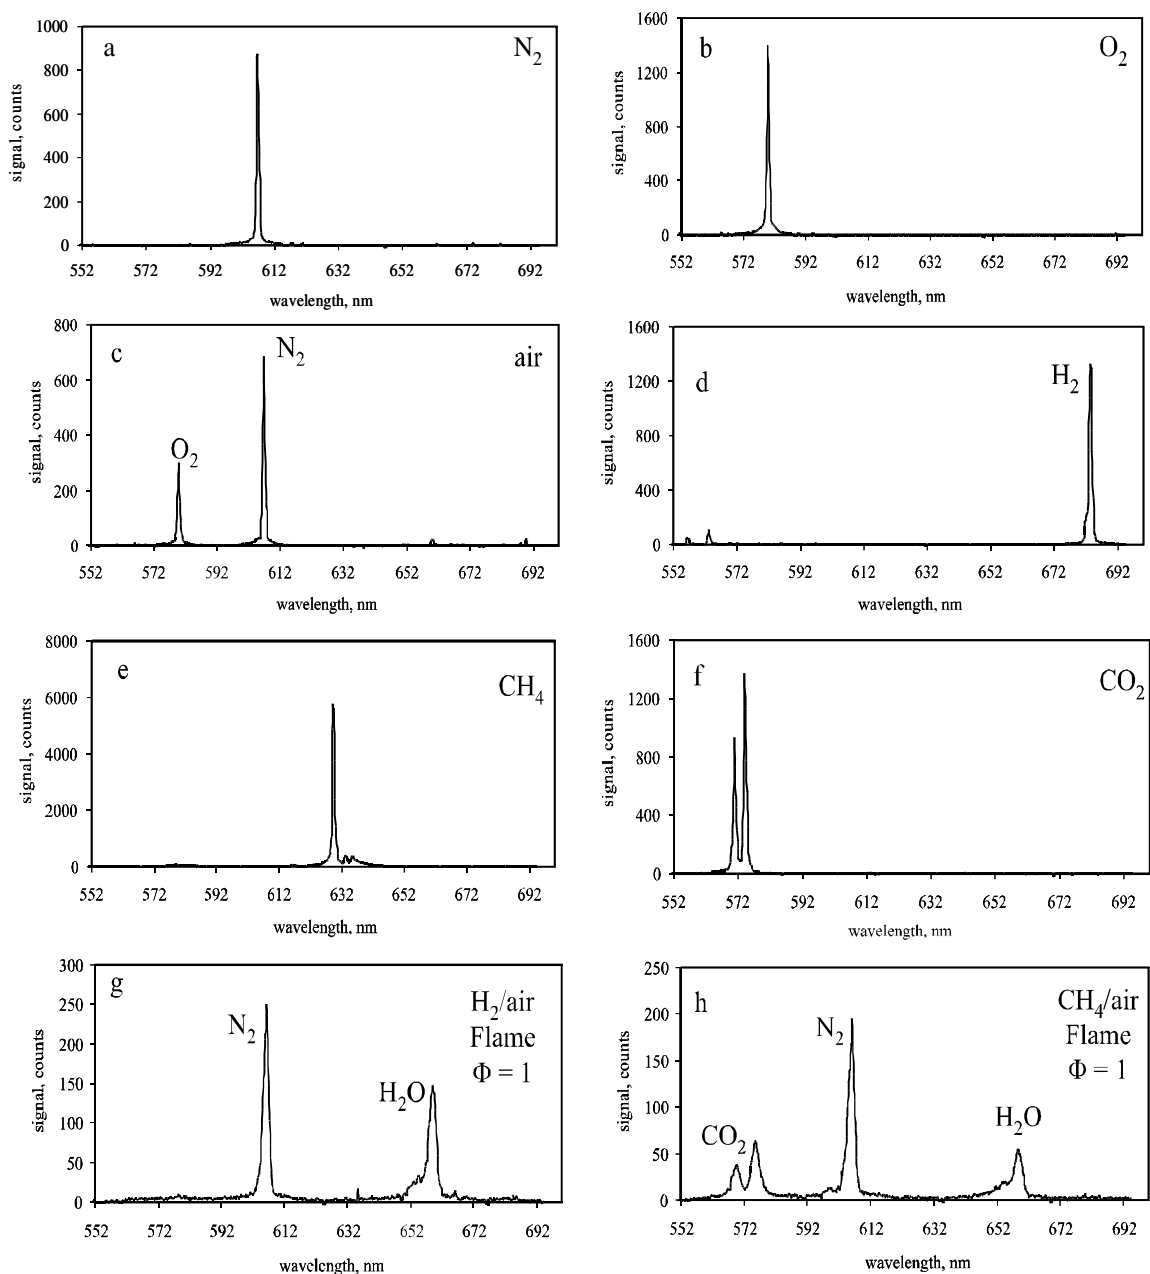 a N₂
1000
800
600
400
200
0
552 572 592 612 632 652 672 692
signal, counts
wavelength, nm
b O₂
1600
1200
800
400
0
552 572 592 612 632 652 672 692
signal, counts
wavelength, nm
c O₂ N₂ air
800
600
400
200
0
552 572 592 612 632 652 672 692
signal, counts
wavelength, nm
d H₂
1600
1200
800
400
0
552 572 592 612 632 652 672 692
signal, counts
wavelength, nm
e CH₄
8000
6000
4000
2000
0
552 572 592 612 632 652 672 692
signal, counts
wavelength, nm
f CO₂
1600
1200
800
400
0
552 572 592 612 632 652 672 692
signal, counts
wavelength, nm
g
N₂
H₂O
H₂/air
Flame
Φ = 1
300
250
200
150
100
50
0
552 572 592 612 632 652 672 692
signal, counts
wavelength, nm
h
CO₂
N₂
H₂O
CH₄/air
Flame
Φ = 1
250
200
150
100
50
0
552 572 592 612 632 652 672 692
signal, counts
wavelength, nm